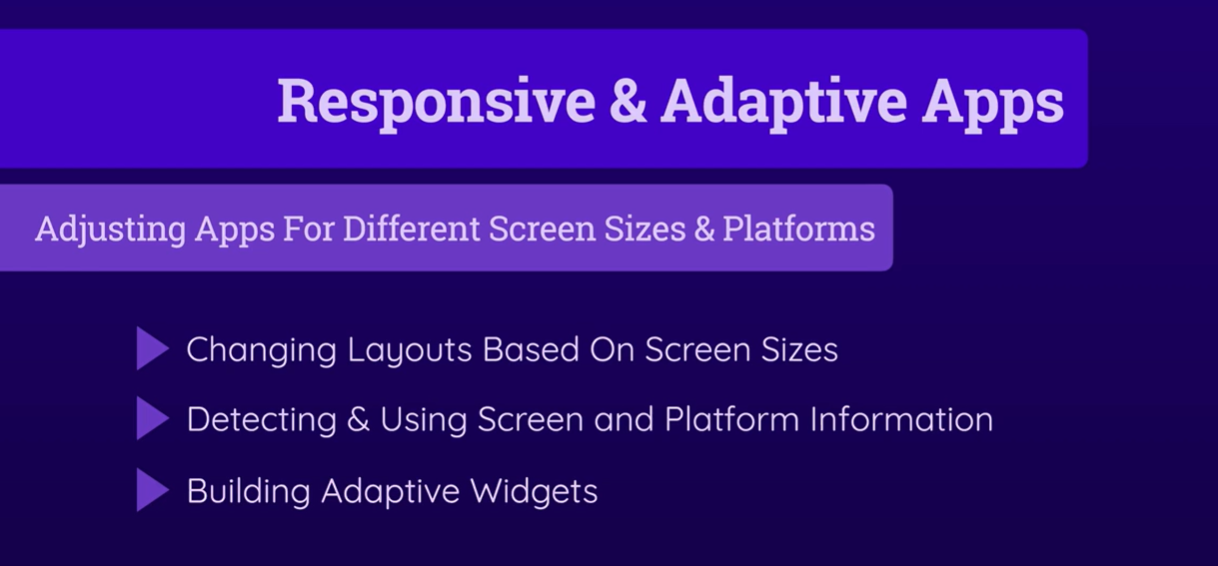 Responsive & Adaptive Apps
Adjusting Apps For Different Screen Sizes & Platforms
Changing Layouts Based On Screen Sizes
Detecting & Using Screen and Platform Information
Building Adaptive Widgets